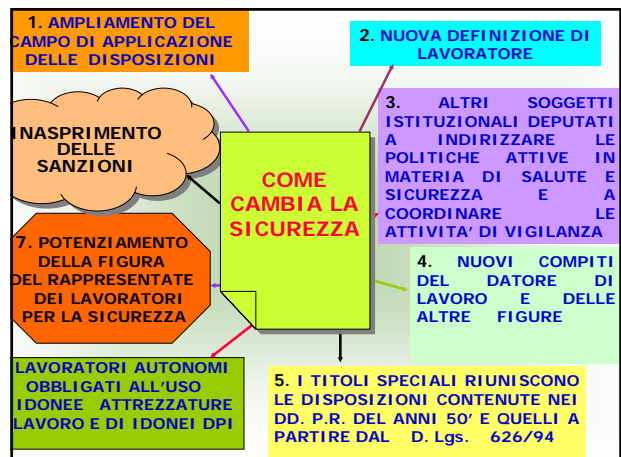 1. AMPLIAMENTO DEL
CAMPO DI APPLICAZIONE
DELLE DISPOSIZIONI
2. NUOVA DEFINIZIONE DI
LAVORATORE
3. ALTRI SOGGETTI
ISTITUZIONALI DEPUTATI
A INDIRIZZARE LE
POLITICHE ATTIVE IN
MATERIA DI SALUTE E
SICUREZZA E A
COORDINARE LE
ATTIVITA' DI VIGILANZA
INASPRIMENTO
DELLE
SANZIONI
COME
CAMBIA LA
SICUREZZA
4. NUOVI COMPITI
DEL DATORE DI
LAVORO E DELLE
ALTRE FIGURE
7. POTENZIAMENTO
DELLA FIGURA
DEL RAPPRESENTATE
DEI LAVORATORI
PER LA SICUREZZA
LAVORATORI AUTONOMI
OBBLIGATI ALL'USO
IDONEE ATTREZZATURE
LAVORO E DI IDONEI DPI
5. I TITOLI SPECIALI RIUNISCONO
LE DISPOSIZIONI CONTENUTE NEI
DD. P.R. DEL ANNI 50' E QUELLI A
PARTIRE DAL D. Lgs. 626/94